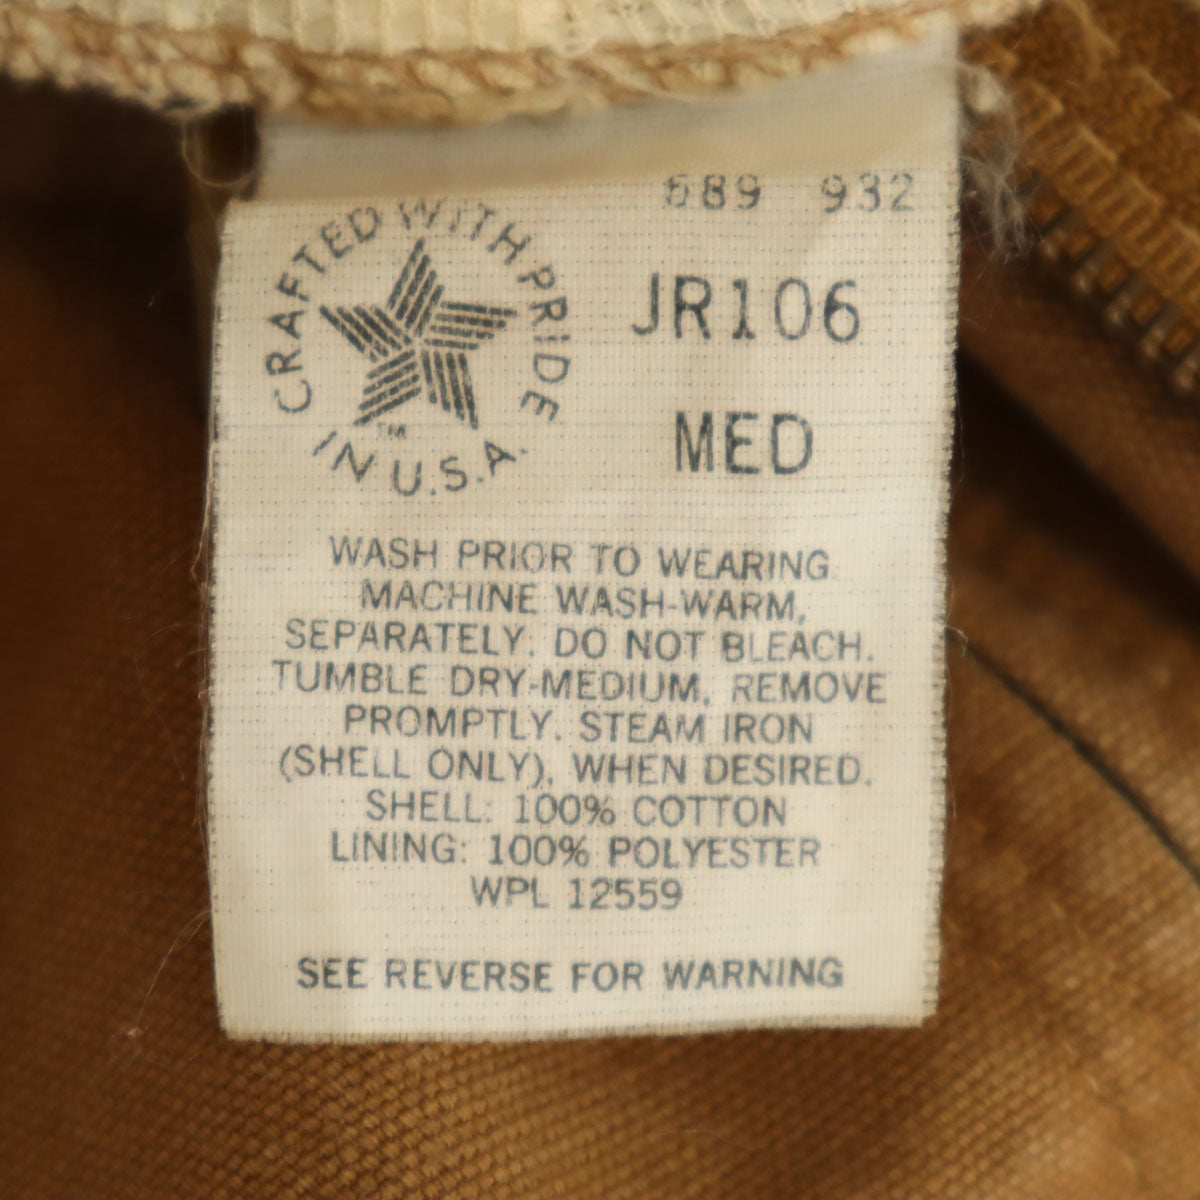 689 932
CRAFTED WITH PRIDE
IN U.S.A.
TM
JR106
MED
WASH PRIOR TO WEARING.
MACHINE WASH-WARM,
SEPARATELY. DO NOT BLEACH.
TUMBLE DRY-MEDIUM, REMOVE
PROMPTLY. STEAM IRON
(SHELL ONLY), WHEN DESIRED.
SHELL: 100% COTTON
LINING: 100% POLYESTER
WPL 12559
SEE REVERSE FOR WARNING